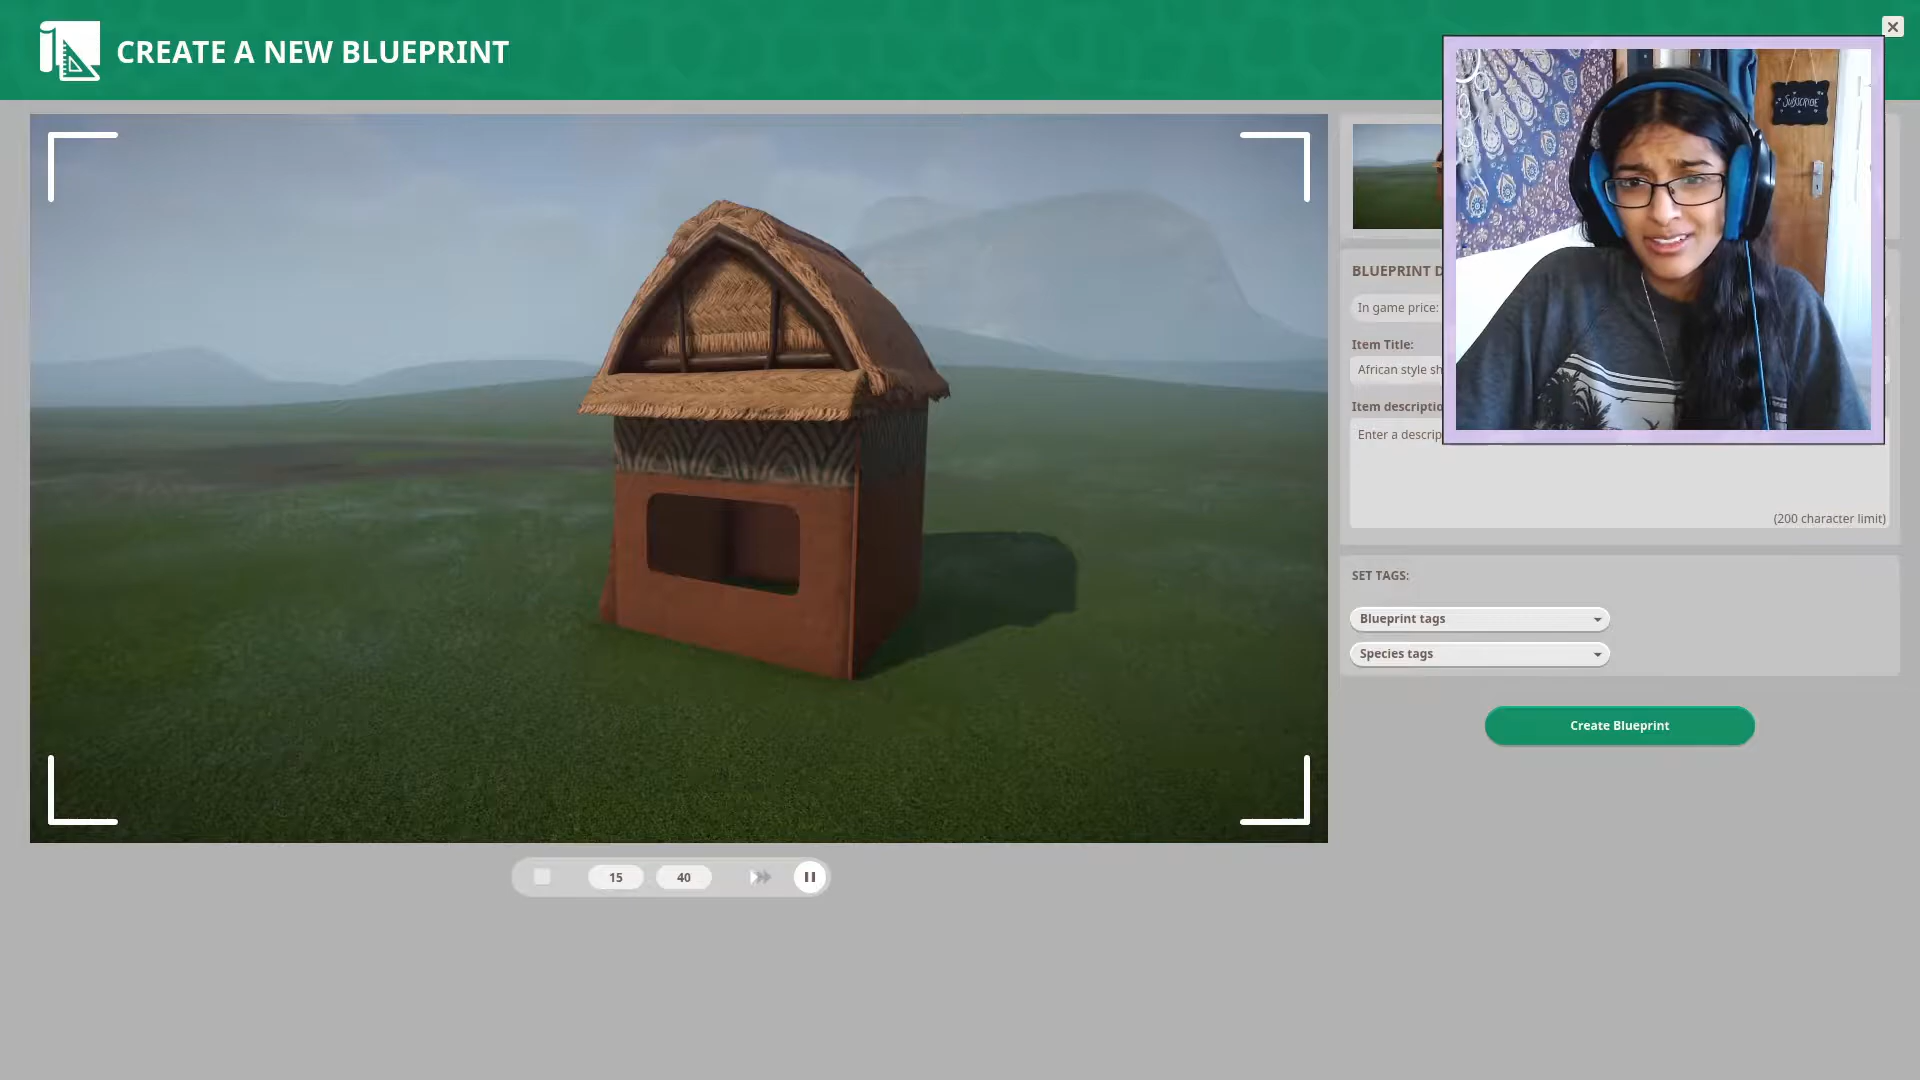 CREATE A NEW BLUEPRINT
SUBSCRIBE
BLUEPRINT D
In game price:
Item Title:
African style sh
Item descriptio
Enter a descrip
(200 character limit)
SET TAGS:
Blueprint tags
Species tags
Create Blueprint
15
40